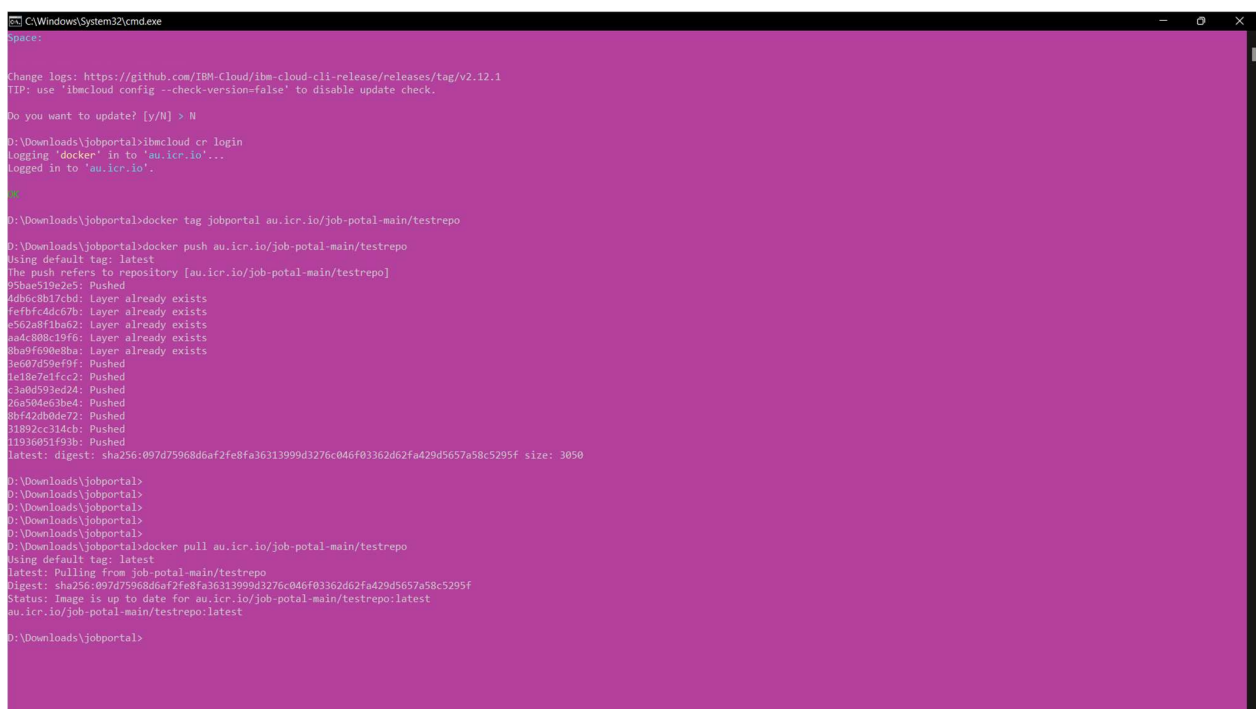 C:\Windows\System32\cmd.exe
Space:
Change logs: https://github.com/IBM-Cloud/ibm-cloud-cli-release/releases/tag/v2.12.1
TIP: use 'ibmcloud config --check-version=false' to disable update check.
Do you want to update? [y/N] > N
D:\Downloads\jobportal>ibmcloud cr login
Logging 'docker' in to 'au.icr.io'...
Logged in to 'au.icr.io'.
OK
D:\Downloads\jobportal>docker tag jobportal au.icr.io/job-potal-main/testrepo
D:\Downloads\jobportal>docker push au.icr.io/job-potal-main/testrepo
Using default tag: latest
The push refers to repository [au.icr.io/job-potal-main/testrepo]
95bae519e2e5: Pushed
4db6c8b17cbd: Layer already exists
fefbfc4dc67b: Layer already exists
e562a8f1ba62: Layer already exists
aa4c808c19f6: Layer already exists
8ba9f690e8ba: Layer already exists
3e607d59ef9f: Pushed
1e18e7e1fcc2: Pushed
c3a0d593ed24: Pushed
26a504e63be4: Pushed
8bf42db0de72: Pushed
31892cc314cb: Pushed
11936051f93b: Pushed
latest: digest: sha256:097d75968d6af2fe8fa36313999d3276c046f03362d62fa429d5657a58c5295f size: 3050
D:\Downloads\jobportal>
D:\Downloads\jobportal>
D:\Downloads\jobportal>
D:\Downloads\jobportal>
D:\Downloads\jobportal>
D:\Downloads\jobportal>docker pull au.icr.io/job-potal-main/testrepo
Using default tag: latest
latest: Pulling from job-potal-main/testrepo
Digest: sha256:097d75968d6af2fe8fa36313999d3276c046f03362d62fa429d5657a58c5295f
Status: Image is up to date for au.icr.io/job-potal-main/testrepo:latest
au.icr.io/job-potal-main/testrepo:latest
D:\Downloads\jobportal>